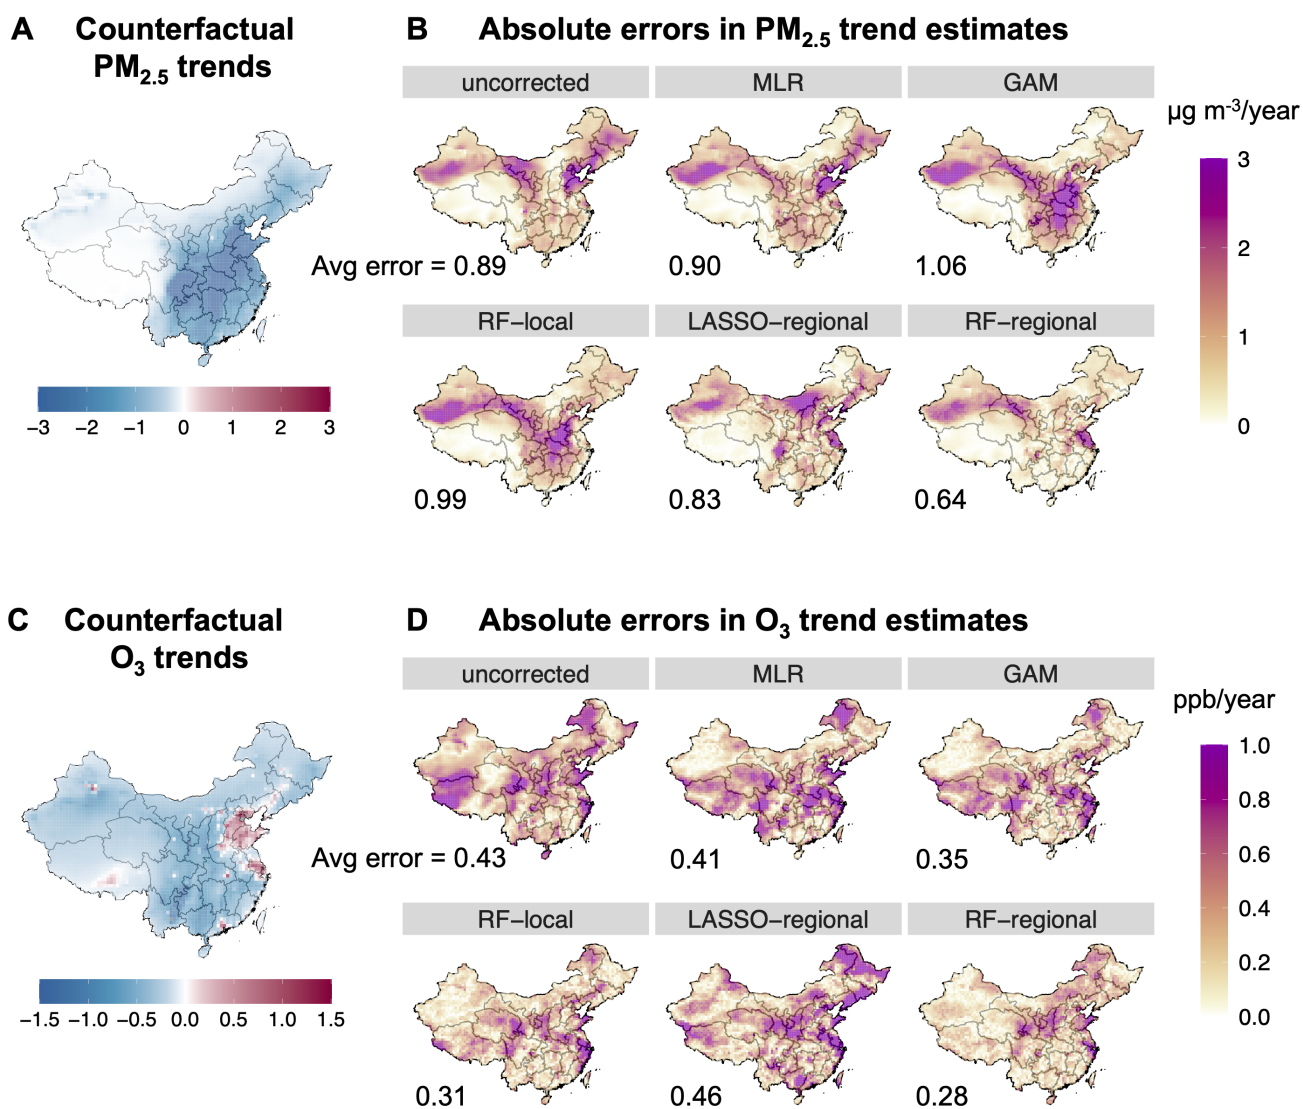 A Counterfactual
PM2.5 trends
−3 −2 −1 0 1 2 3
B Absolute errors in PM2.5 trend estimates
uncorrected MLR GAM
Avg error = 0.89 0.90 1.06
RF−local LASSO−regional RF−regional
0.99 0.83 0.64
µg m-3/year
3
2
1
0
C Counterfactual
O3 trends
−1.5 −1.0 −0.5 0.0 0.5 1.0 1.5
D Absolute errors in O3 trend estimates
uncorrected MLR GAM
Avg error = 0.43 0.41 0.35
RF−local LASSO−regional RF−regional
0.31 0.46 0.28
ppb/year
1.0
0.8
0.6
0.4
0.2
0.0